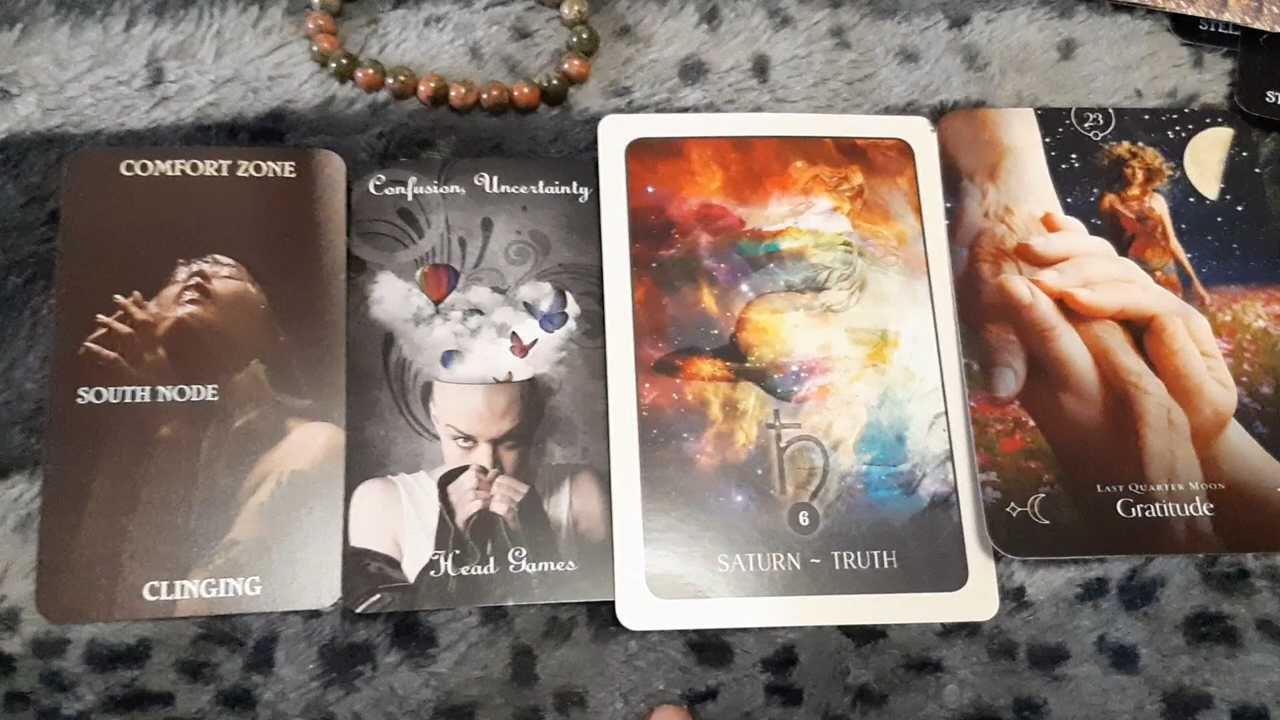 COMFORT ZONE
SOUTH NODE
CLINGING
Confusion, Uncertainty
Head Games
6
SATURN ~ TRUTH
23
LAST QUARTER MOON
Gratitude